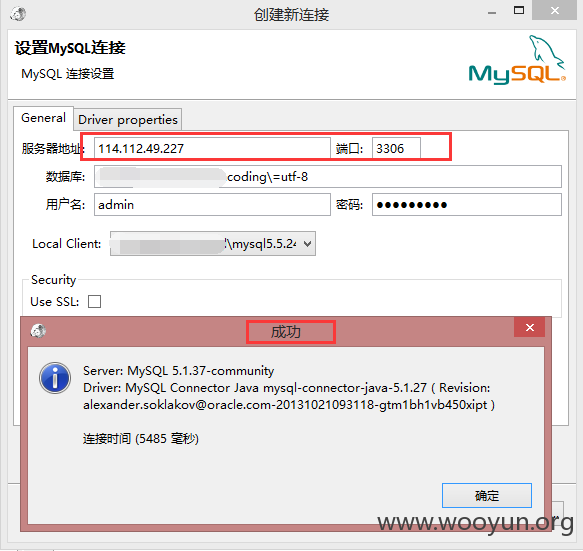 创建新连接
设置MySQL连接
MySQL 连接设置
MySQL
General
Driver properties
服务器地址:
114.112.49.227
端口:
3306
数据库:
coding\=utf-8
用户名:
admin
密码:
●●●●●●●●●
Local Client:
\mysql5.5.24
Security
Use SSL:
成功
Server: MySQL 5.1.37-community
Driver: MySQL Connector Java mysql-connector-java-5.1.27 ( Revision:
alexander.soklakov@oracle.com-20131021093118-gtm1bh1vb450xipt )
连接时间 (5485 毫秒)
确定
www.wooyun.org